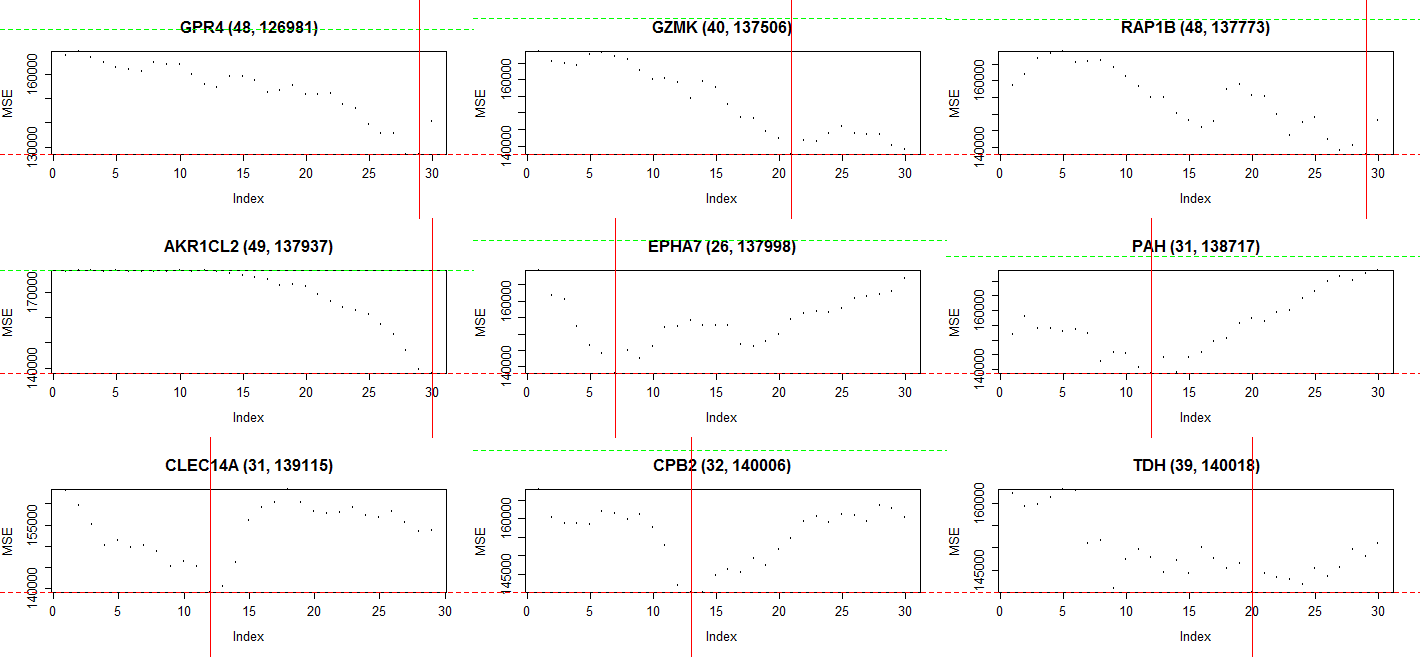 GPR4 (48, 126981)
MSE
130000
160000
0 5 10 15 20 25 30
Index
GZMK (40, 137506)
MSE
140000
160000
0 5 10 15 20 25 30
Index
RAP1B (48, 137773)
MSE
140000
160000
0 5 10 15 20 25 30
Index
AKR1CL2 (49, 137937)
MSE
140000
170000
0 5 10 15 20 25 30
Index
EPHA7 (26, 137998)
MSE
140000
160000
0 5 10 15 20 25 30
Index
PAH (31, 138717)
MSE
140000
160000
0 5 10 15 20 25 30
Index
CLEC14A (31, 139115)
MSE
140000
155000
0 5 10 15 20 25 30
Index
CPB2 (32, 140006)
MSE
145000
160000
0 5 10 15 20 25 30
Index
TDH (39, 140018)
MSE
145000
160000
0 5 10 15 20 25 30
Index